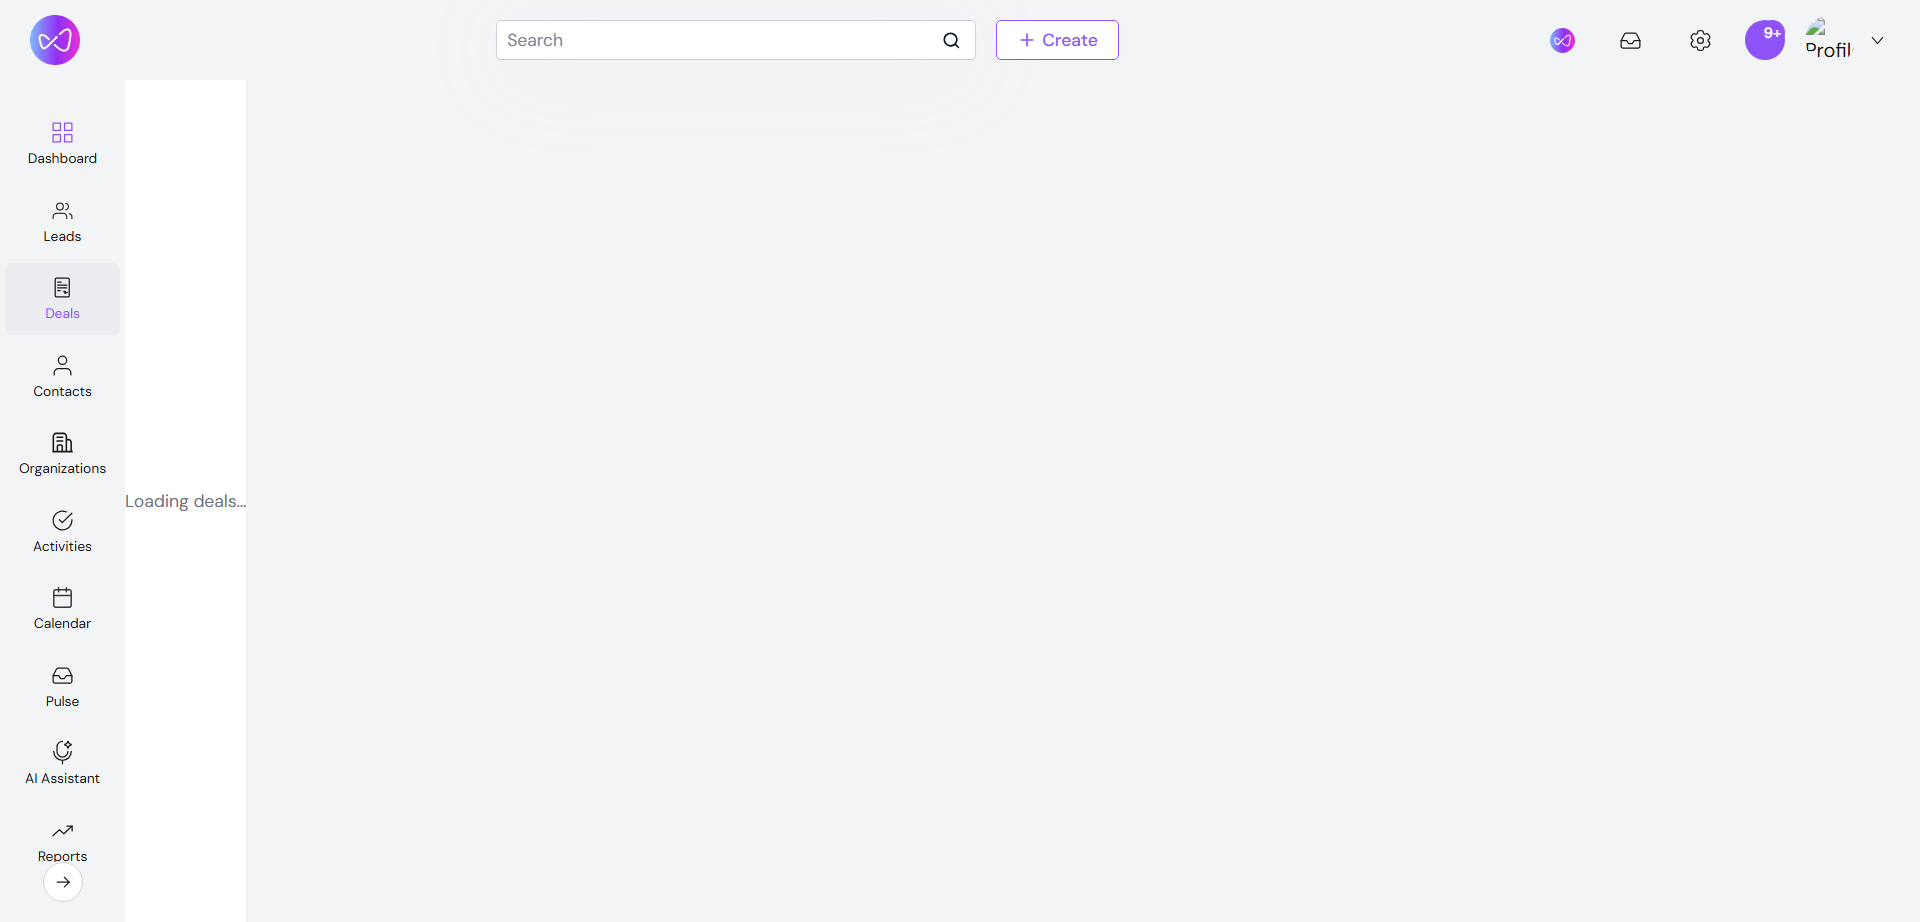 Search
Create
9+
Profil
Dashboard
Leads
Deals
Contacts
Organizations
Activities
Calendar
Pulse
AI Assistant
Reports
Loading deals...